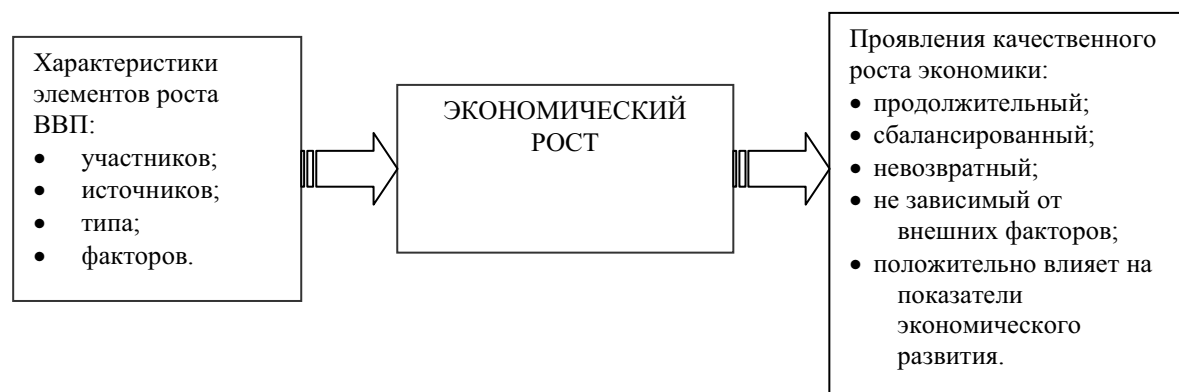 Характеристики
элементов роста
ВВП:
• участников;
• источников;
• типа;
• факторов.
ЭКОНОМИЧЕСКИЙ
РОСТ
Проявления качественного
роста экономики:
• продолжительный;
• сбалансированный;
• невозвратный;
• не зависимый от
внешних факторов;
• положительно влияет на
показатели
экономического
развития.